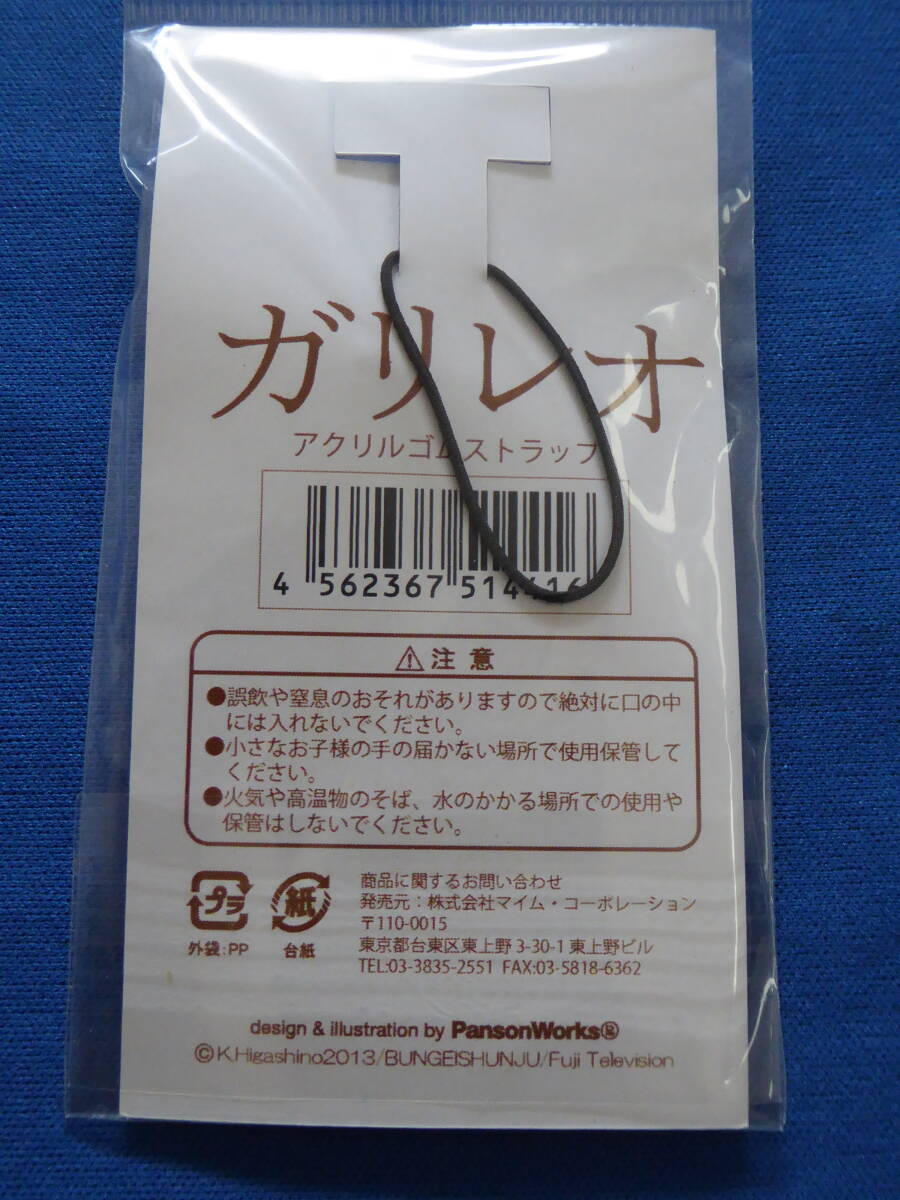 ガリレオ
アクリルゴムストラップ
4 562367 514416
⚠注意
●誤飲や窒息のおそれがありますので絶対に口の中
には入れないでください。
●小さなお子様の手の届かない場所で使用保管して
ください。
●火気や高温物のそば、水のかかる場所での使用や
保管はしないでください。
プラ
外袋:PP
紙
台紙
商品に関するお問い合わせ
発売元：株式会社マイム・コーポレーション
〒110-0015
東京都台東区東上野 3-30-1 東上野ビル
TEL:03-3835-2551 FAX:03-5818-6362
design & illustration by PansonWorks®
©K.Higashino2013/BUNGEISHUNJU/Fuji Television